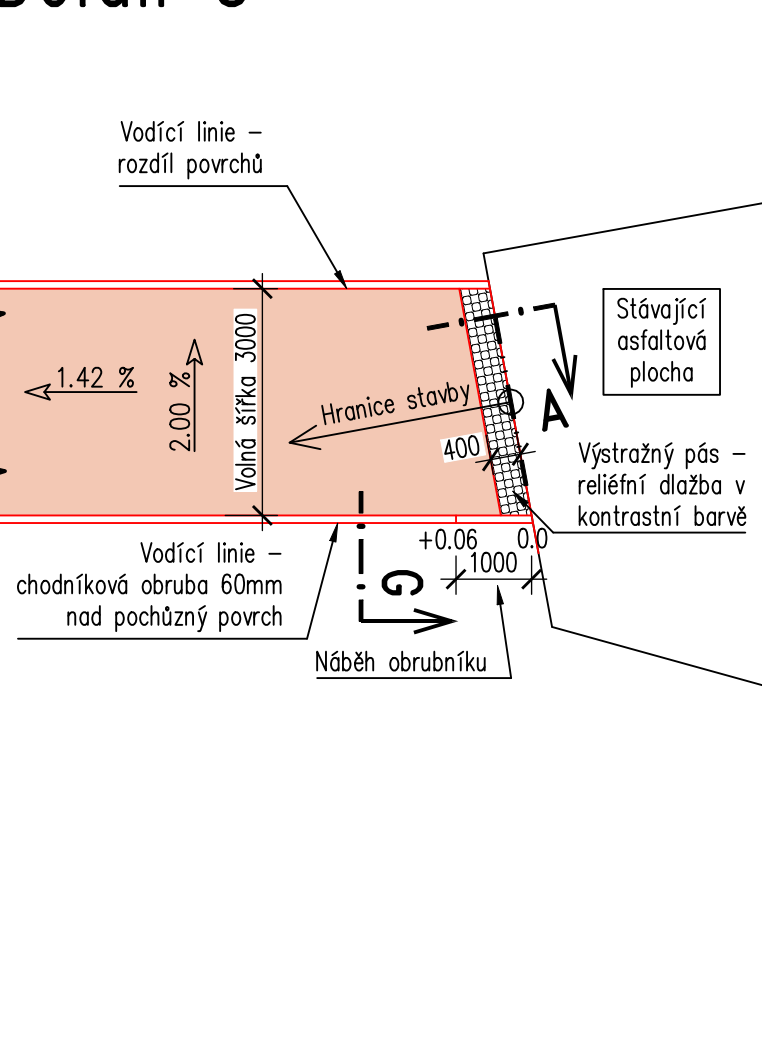 Vodící linie –
rozdíl povrchů
Stávající
asfaltová
plocha
1.42 %
2.00 %
Volná šířka 3000
Hranice stavby
A
400
Výstražný pás –
reliéfní dlažba v
kontrastní barvě
+0.06
0.0
1000
Vodící linie –
chodníková obruba 60mm
nad pochůzný povrch
G
Náběh obrubníku